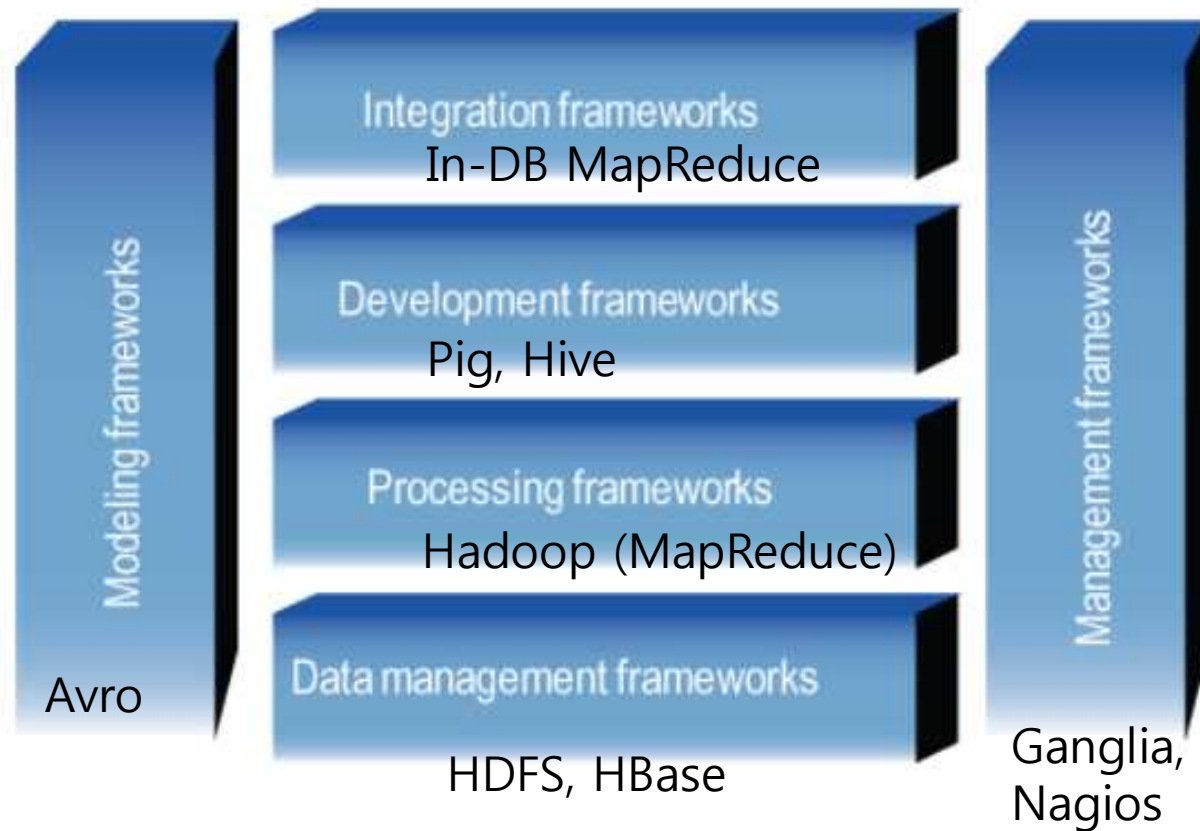 Modeling frameworks
Avro
Integration frameworks
In-DB MapReduce
Development frameworks
Pig, Hive
Processing frameworks
Hadoop (MapReduce)
Data management frameworks
HDFS, HBase
Management frameworks
Ganglia,
Nagios